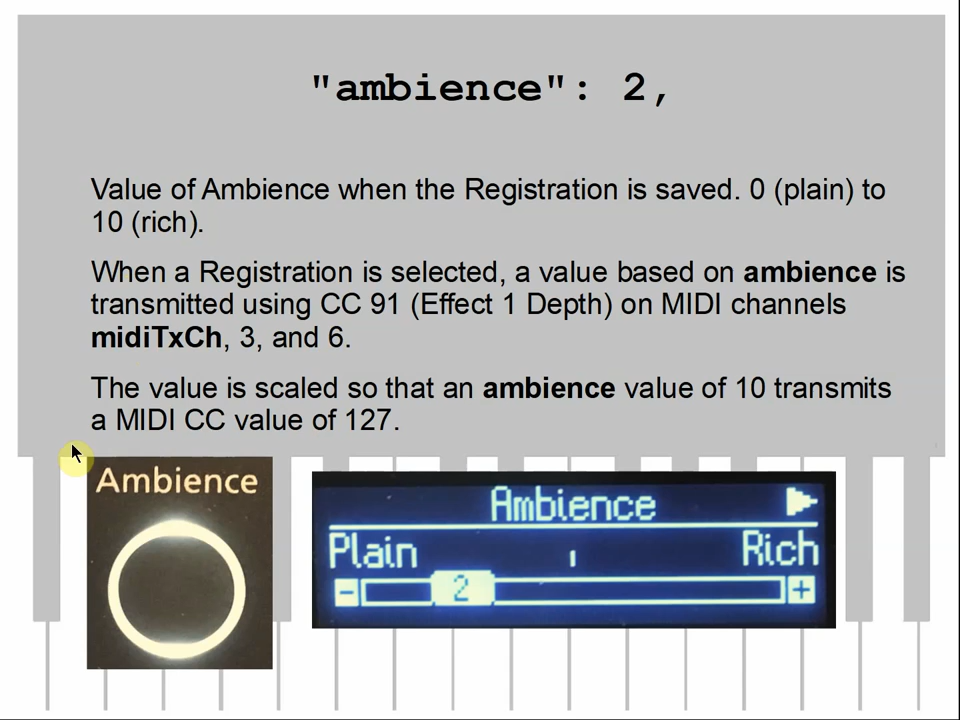 "ambience": 2,
Value of Ambience when the Registration is saved. 0 (plain) to
10 (rich).
When a Registration is selected, a value based on ambience is
transmitted using CC 91 (Effect 1 Depth) on MIDI channels
midiTxCh, 3, and 6.
The value is scaled so that an ambience value of 10 transmits
a MIDI CC value of 127.
Ambience
Ambience
Plain Rich
- 2 +